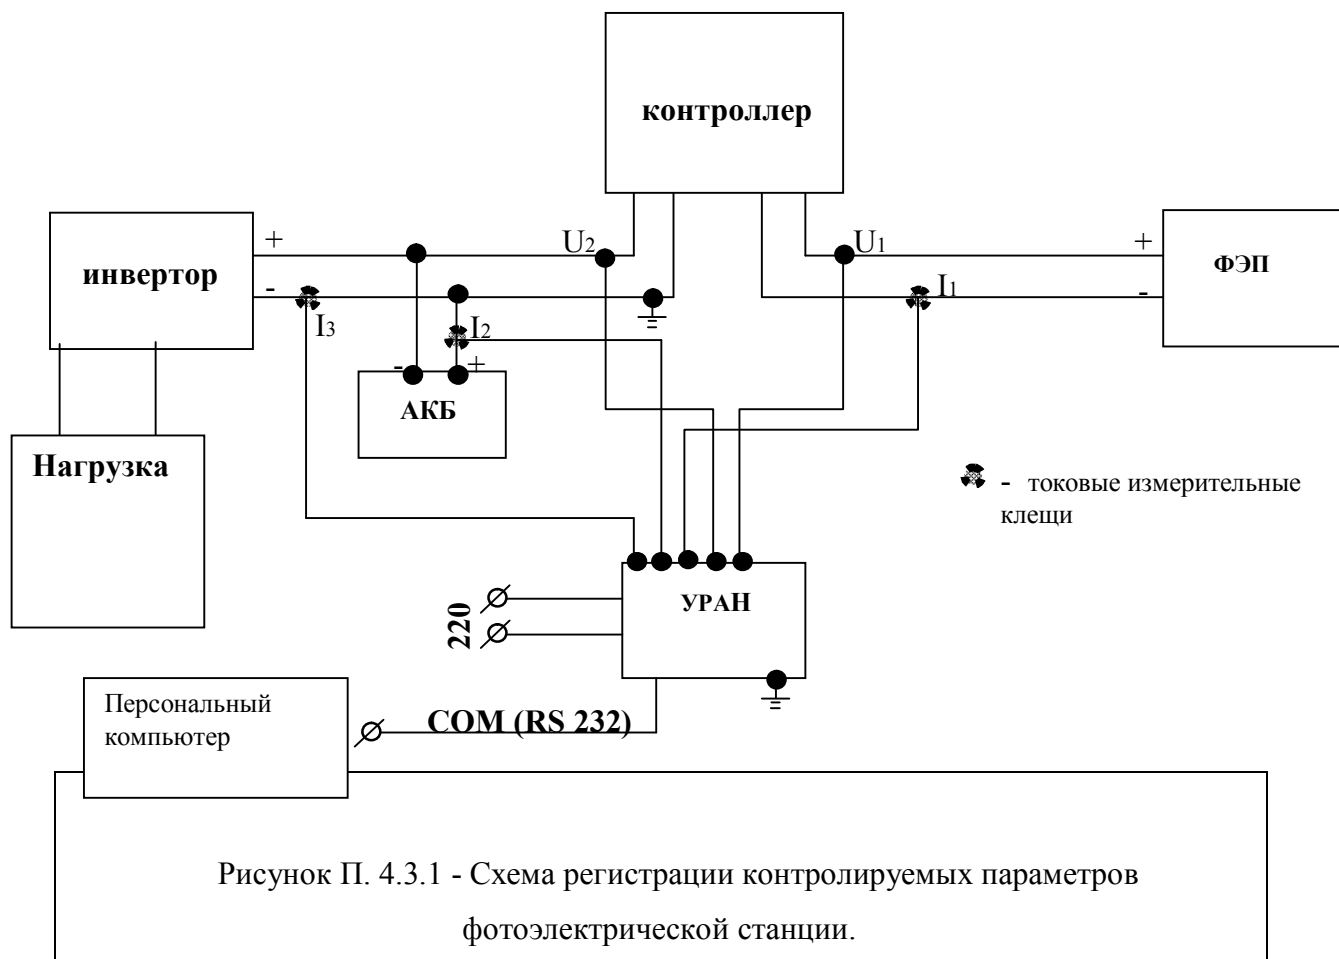 контроллер
инвертор
+
-
U2
U1
+
-
ФЭП
I3
I2
I1
-
+
АКБ
Нагрузка
- токовые измерительные
клещи
УРАН
220
Персональный
компьютер
COM (RS 232)
Рисунок П. 4.3.1 - Схема регистрации контролируемых параметров
фотоэлектрической станции.